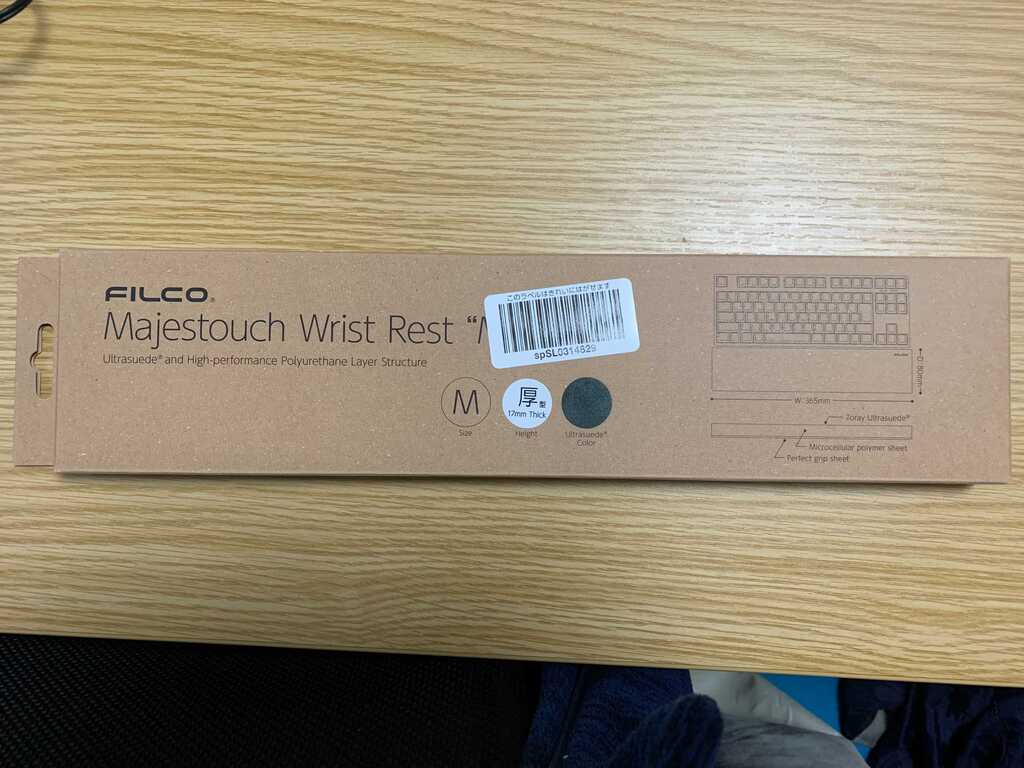 FILCO®
Majestouch Wrist Rest “M
Ultrasuede® and High-performance Polyurethane Layer Structure
このラベルはきれいにはがせます
spSL0314829
M
Size
厚型
17mm Thick
Height
Ultrasuede®
Color
FILCO
D: 80mm
W: 365mm
Toray Ultrasuede®
Microcellular polymer sheet
Perfect grip sheet